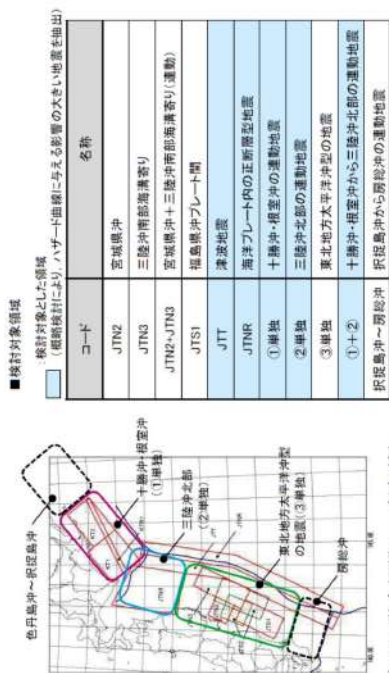 ■検討対象領域
:検討対象とした領域
(概略検討により、ハザード曲線に与える影響の大きい地震を抽出)
コード 名称
JTN2 宮城県沖
JTN3 三陸沖南部海溝寄り
JTN2+JTN3 宮城県沖+三陸沖南部海溝寄り(連動)
JTS1 福島県沖プレート間
JTT 津波地震
JTNR 海洋プレート内の正断層型地震
①単独 十勝沖・根室沖の連動地震
②単独 三陸沖北部の連動地震
③単独 東北地方太平洋沖型の地震
①+② 十勝沖・根室沖から三陸沖北部の連動地震
択捉島沖~房総沖 択捉島沖から房総沖の連動地震
色丹島沖~択捉島沖
十勝沖・根室沖
(①単独)
三陸沖北部
(②単独)
東北地方太平洋沖型
の地震(③単独)
房総沖